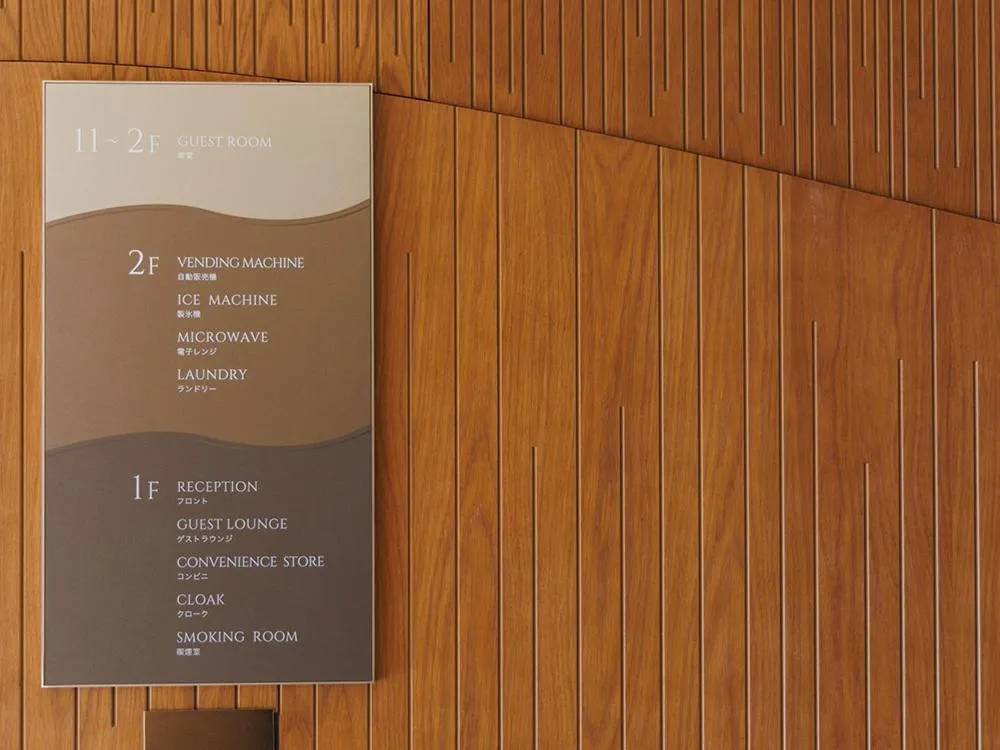 11~2F GUEST ROOM
客室
2F VENDING MACHINE
自動販売機
ICE MACHINE
製氷機
MICROWAVE
電子レンジ
LAUNDRY
ランドリー
1F RECEPTION
フロント
GUEST LOUNGE
ゲストラウンジ
CONVENIENCE STORE
コンビニ
CLOAK
クローク
SMOKING ROOM
喫煙室